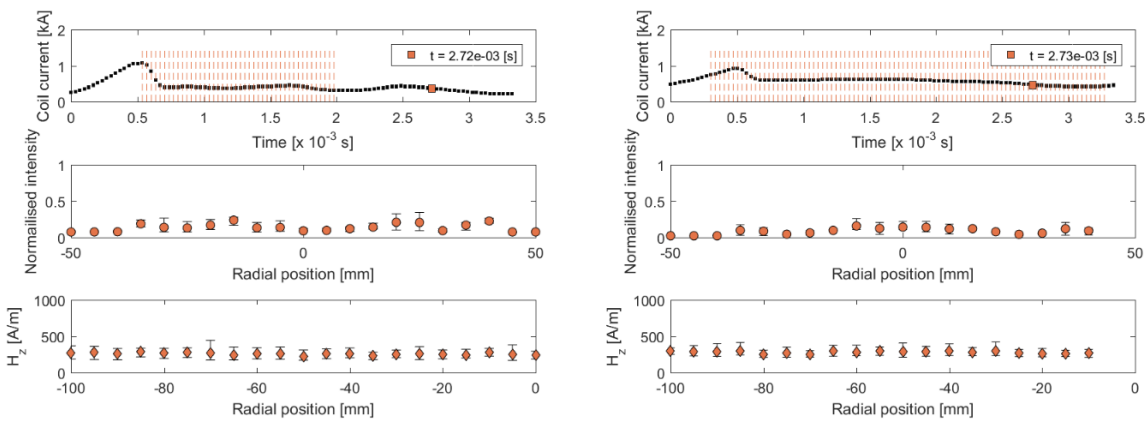 Coil current [kA]
2
1
0
t = 2.72e-03 [s]
0 0.5 1 1.5 2 2.5 3 3.5
Time [x 10-3 s]
Normalised intensity
1
0.5
0
-50 0 50
Radial position [mm]
Hz [A/m]
1000
500
0
-100 -80 -60 -40 -20 0
Radial position [mm]
Coil current [kA]
2
1
0
t = 2.73e-03 [s]
0 0.5 1 1.5 2 2.5 3 3.5
Time [x 10-3 s]
Normalised intensity
1
0.5
0
-50 0 50
Radial position [mm]
Hz [A/m]
1000
500
0
-100 -80 -60 -40 -20 0
Radial position [mm]